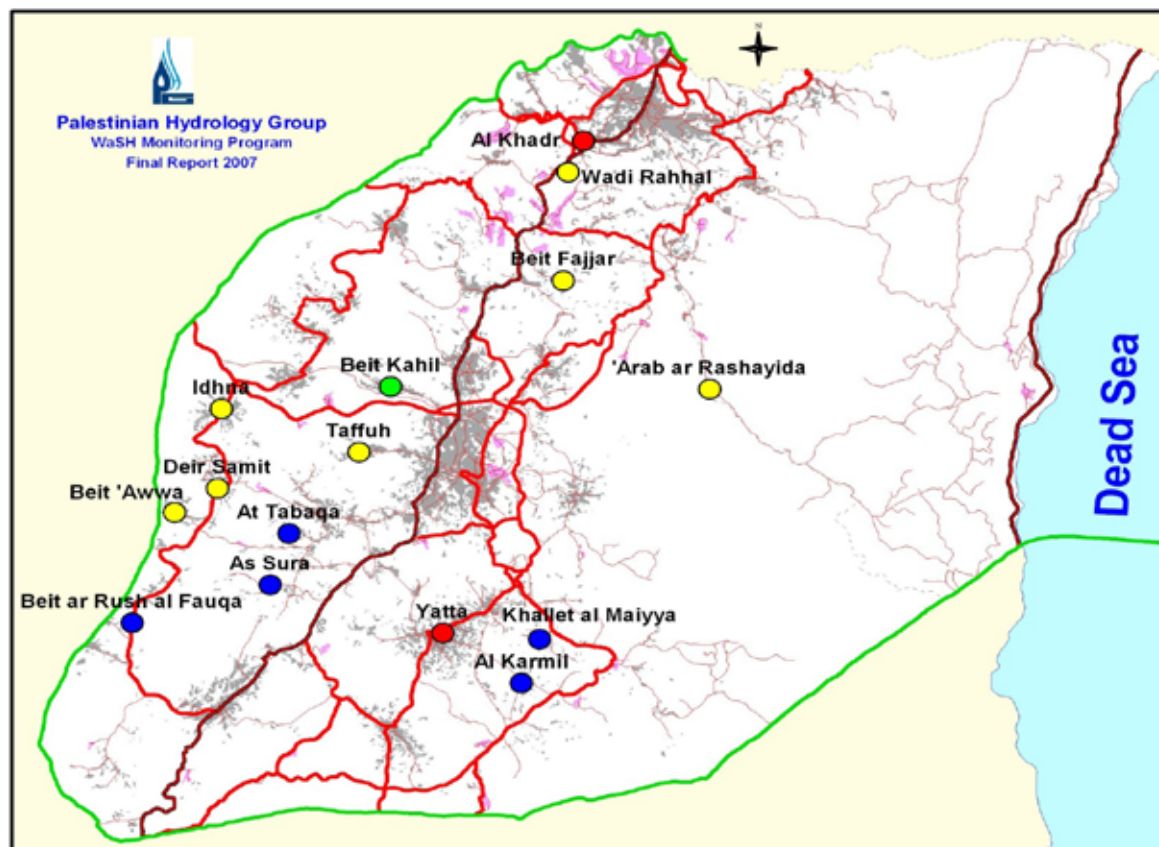 Palestinian Hydrology Group
WaSH Monitoring Program
Final Report 2007
Al Khadr
Wadi Rahhal
Beit Fajjar
Beit Kahil
'Arab ar Rashayida
Idhna
Taffuh
Deir Samit
Beit 'Awwa
At Tabaqa
As Sura
Beit ar Rush al Fauqa
Yatta
Khallet al Maiyya
Al Karmil
Dead Sea